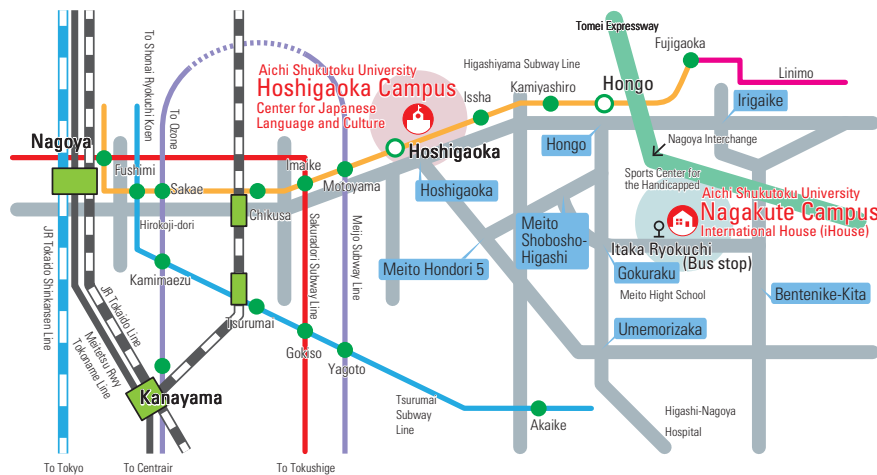 Tomei Expressway
Fujigaoka
Linimo
To Shonai Ryokuchi Koen
To Ozone
Aichi Shukutoku University
Hoshigaoka Campus
Center for Japanese
Language and Culture
Higashiyama Subway Line
Kamiyashiro
Hongo
Issha
Irigaike
Nagoya
Fushimi
Hongo
Nagoya Interchange
Hoshigaoka
Imaike
Motoyama
Sakae
Chikusa
Hirokoji-dori
Hoshigaoka
Sports Center for
the Handicapped
Aichi Shukutoku University
Nagakute Campus
International House (iHouse)
Meito
Shobosho-
Higashi
Itaka Ryokuchi
(Bus stop)
Meito Hondori 5
Gokuraku
Meito Hight School
Bentenike-Kita
Kamimaezu
Sakuradori Subway Line
Meijo Subway Line
JR Tokaido Shinkansen Line
JR Tokaido Line
Meitetsu Rwy
Tokoname Line
Tsurumai
Umemorizaka
Gokiso
Yagoto
Kanayama
Tsurumai
Subway
Line
Akaike
Higashi-Nagoya
Hospital
To Tokyo
To Centrair
To Tokushige